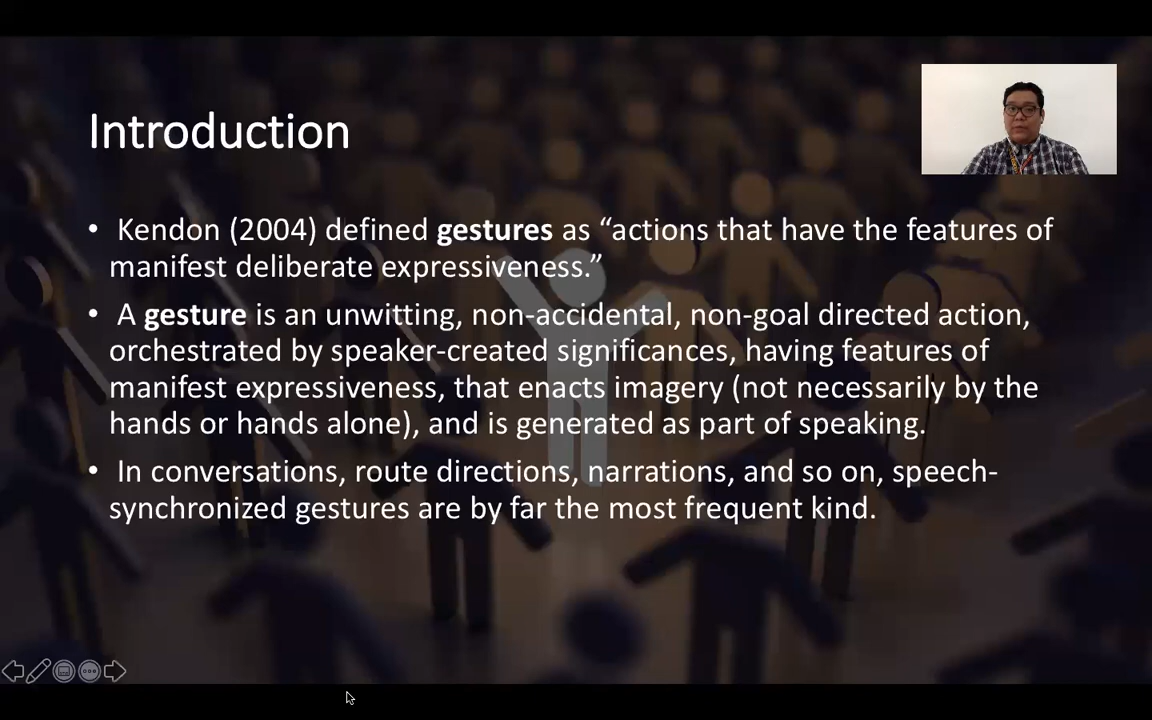 Introduction
• Kendon (2004) defined gestures as “actions that have the features of
manifest deliberate expressiveness.”
• A gesture is an unwitting, non-accidental, non-goal directed action,
orchestrated by speaker-created significances, having features of
manifest expressiveness, that enacts imagery (not necessarily by the
hands or hands alone), and is generated as part of speaking.
• In conversations, route directions, narrations, and so on, speech-
synchronized gestures are by far the most frequent kind.